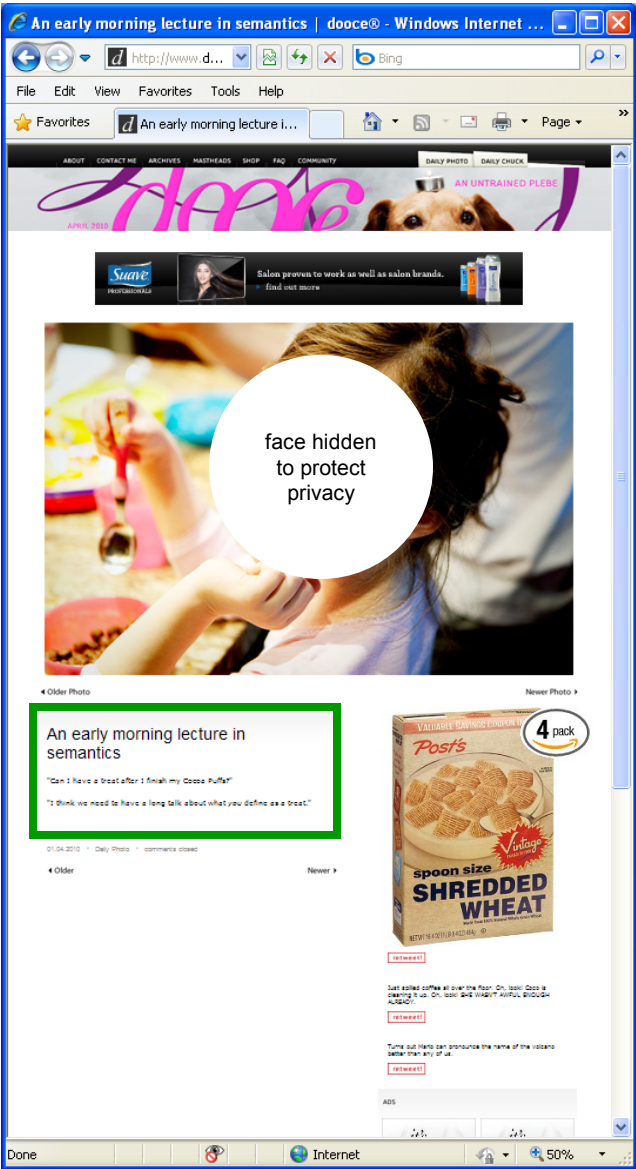 An early morning lecture in semantics | dooce® - Windows Internet ...
http://www.d...
Bing
File Edit View Favorites Tools Help
Favorites
An early morning lecture i...
Page
»
ABOUT CONTACT ME ARCHIVES MASTHEADS SHOP FAQ COMMUNITY
DAILY PHOTO DAILY CHUCK
dooce
AN UNTRAINED PLEBE
APRIL 2010
Suave
PROFESSIONALS
Salon proven to work as well as salon brands.
find out more
face hidden
to protect
privacy
Older Photo
Newer Photo
An early morning lecture in
semantics
"Can I have a treat after I finish my Cocoa Puffs?"
"I think we need to have a long talk about what you define as a treat."
01.04.2010 * Daily Photo * comments closed
Older
Newer
VALUABLE SAVINGS COUPON
4 pack
Post's
Vintage
spoon size
SHREDDED
WHEAT
retweet!
Just spilled coffee all over the floor. Oh, look! Coco is
cleaning it up. Oh, look! SHE WASN'T AWFUL ENOUGH
ALREADY.
retweet!
Turns out Mario can pronounce the name of the volcano
better than any of us.
retweet!
ADS
Done
Internet
50%